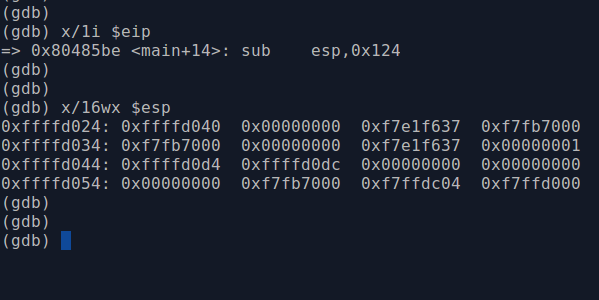 (gdb)
(gdb) x/1i $eip
=> 0x80485be <main+14>: sub    esp,0x124
(gdb)
(gdb)
(gdb) x/16wx $esp
0xffffd024: 0xffffd040  0x00000000  0xf7e1f637  0xf7fb7000
0xffffd034: 0xf7fb7000  0x00000000  0xf7e1f637  0x00000001
0xffffd044: 0xffffd0d4  0xffffd0dc  0x00000000  0x00000000
0xffffd054: 0x00000000  0xf7fb7000  0xf7ffdc04  0xf7ffd000
(gdb)
(gdb)
(gdb)